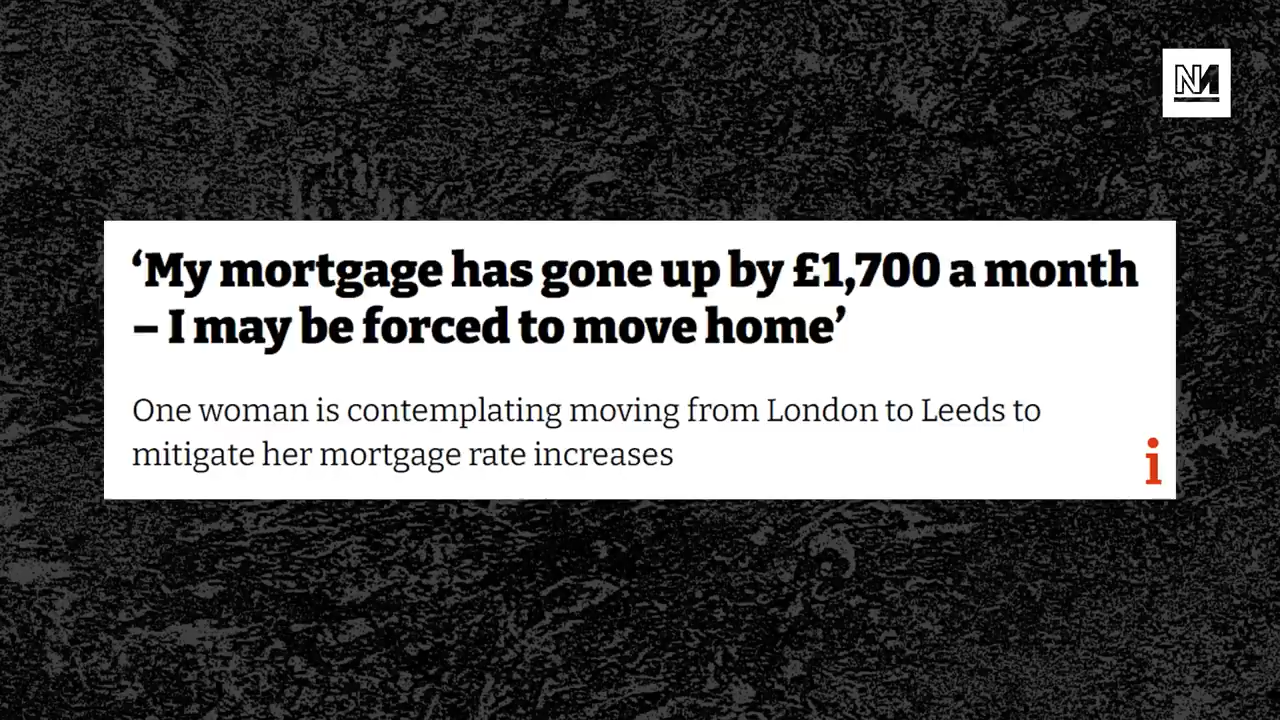 NM
‘My mortgage has gone up by £1,700 a month
– I may be forced to move home’
One woman is contemplating moving from London to Leeds to
mitigate her mortgage rate increases
i